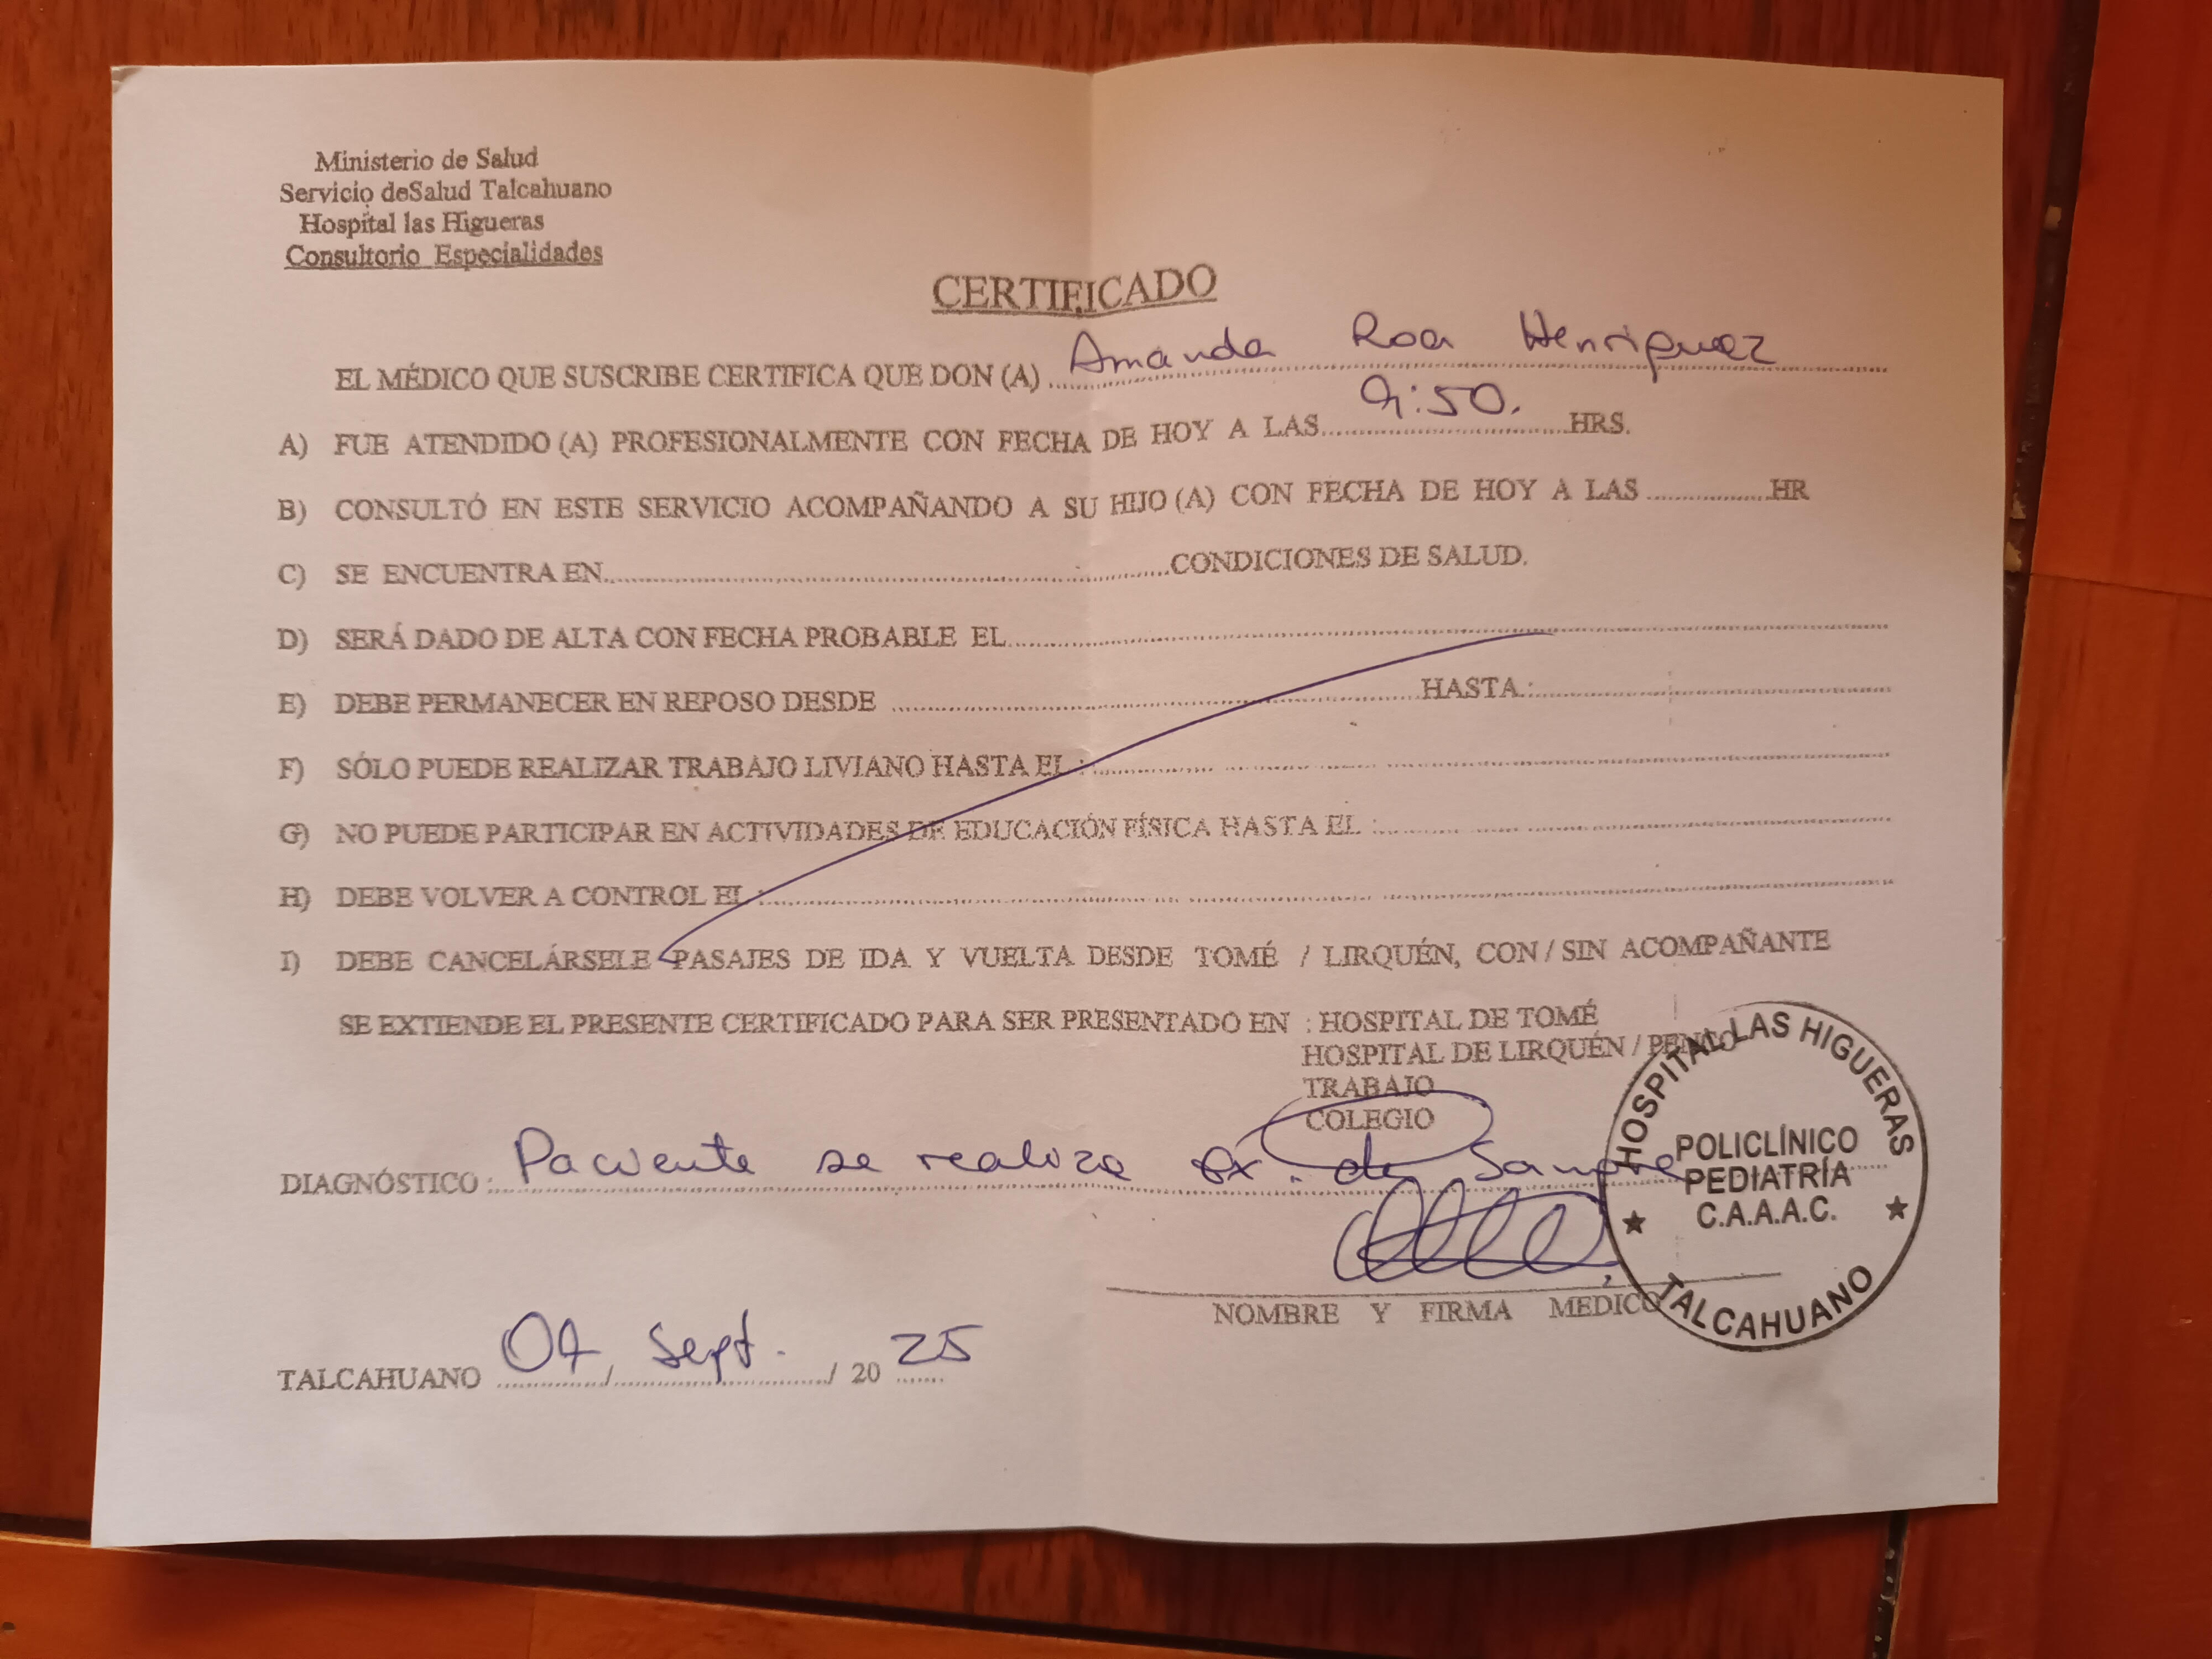 Ministerio de Salud
Servicio deSalud Talcahuano
Hospital las Higueras
Consultorio Especialidades
CERTIFICADO
EL MÉDICO QUE SUSCRIBE CERTIFICA QUE DON (A) Amanda Roa Henriquez
A) FUE ATENDIDO (A) PROFESIONALMENTE CON FECHA DE HOY A LAS 9:50. HRS.
B) CONSULTÓ EN ESTE SERVICIO ACOMPAÑANDO A SU HIJO (A) CON FECHA DE HOY A LAS ................HR
C) SE ENCUENTRA EN................CONDICIONES DE SALUD.
D) SERÁ DADO DE ALTA CON FECHA PROBABLE EL................
E) DEBE PERMANECER EN REPOSO DESDE ................HASTA:................
F) SÓLO PUEDE REALIZAR TRABAJO LIVIANO HASTA EL :................
G) NO PUEDE PARTICIPAR EN ACTIVIDADES DE EDUCACIÓN FÍSICA HASTA EL :................
H) DEBE VOLVER A CONTROL EL :................
I) DEBE CANCELÁRSELE PASAJES DE IDA Y VUELTA DESDE TOMÉ / LIRQUÉN, CON / SIN ACOMPAÑANTE
SE EXTIENDE EL PRESENTE CERTIFICADO PARA SER PRESENTADO EN : HOSPITAL DE TOMÉ
HOSPITAL DE LIRQUÉN / PENCO
TRABAJO
COLEGIO
DIAGNÓSTICO : Paciente se realiza ex. de Sangre
HOSPITAL LAS HIGUERAS
POLICLÍNICO
PEDIATRÍA
C.A.A.A.C.
TALCAHUANO
NOMBRE Y FIRMA MEDICO
TALCAHUANO / Sept. / 20 25